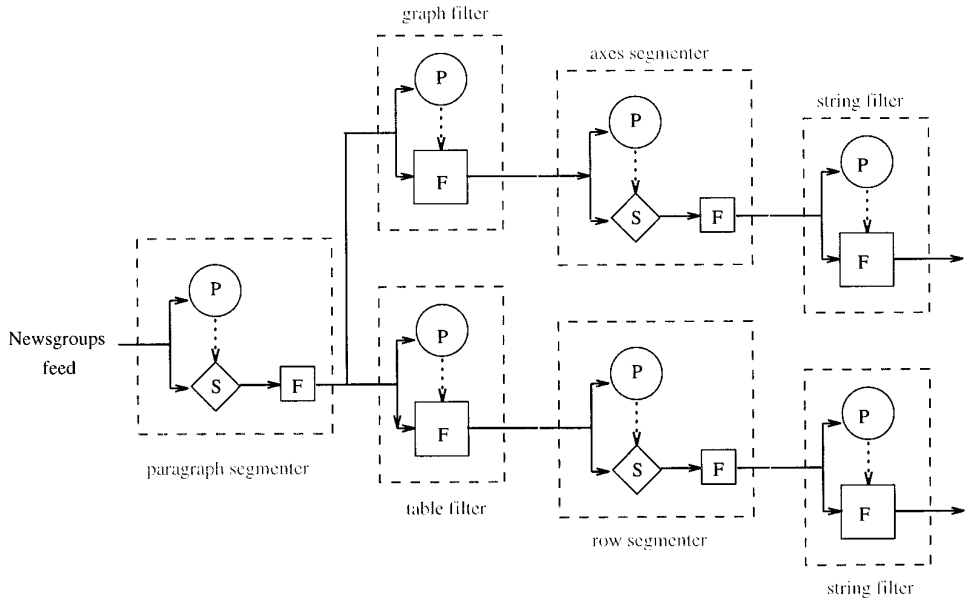 graph filter
P
F
axes segmenter
P
S
F
string filter
P
F
Newsgroups
feed
P
S
F
paragraph segmenter
P
F
table filter
P
S
F
row segmenter
P
F
string filter